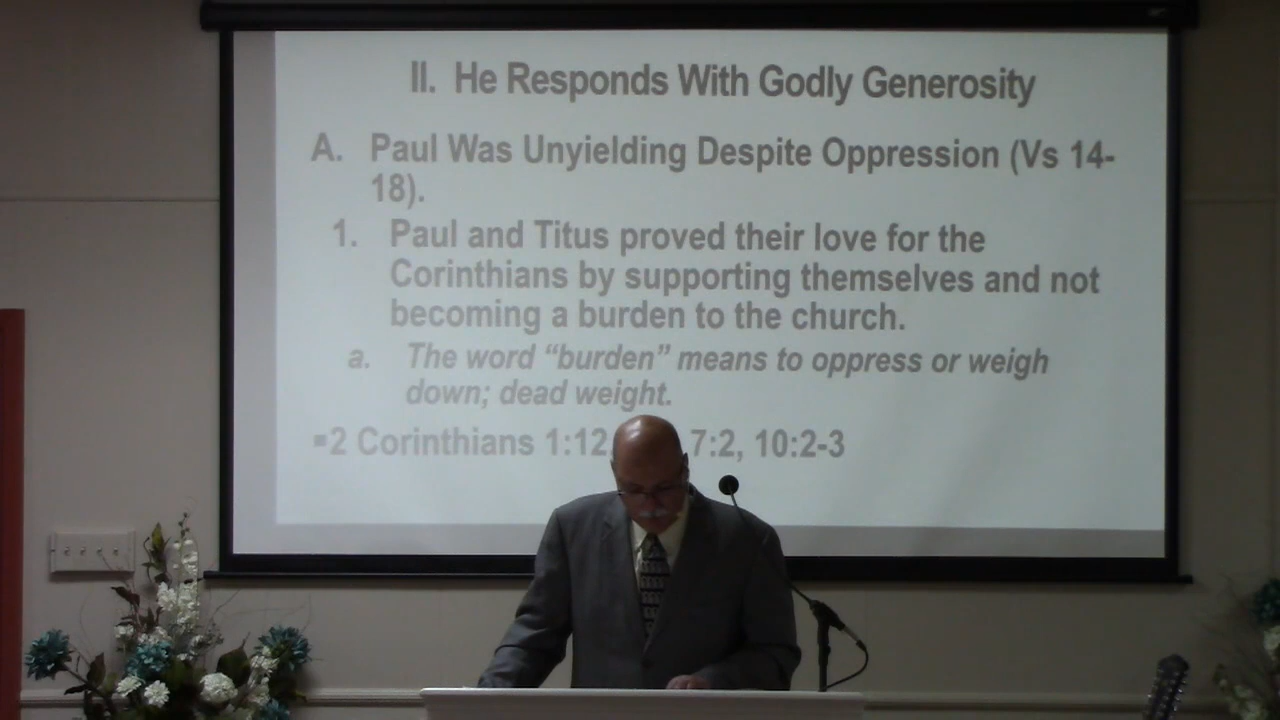 II. He Responds With Godly Generosity
A. Paul Was Unyielding Despite Oppression (Vs 14-
18).
1. Paul and Titus proved their love for the
Corinthians by supporting themselves and not
becoming a burden to the church.
a. The word “burden” means to oppress or weigh
down; dead weight.
▪2 Corinthians 1:12 7:2, 10:2-3